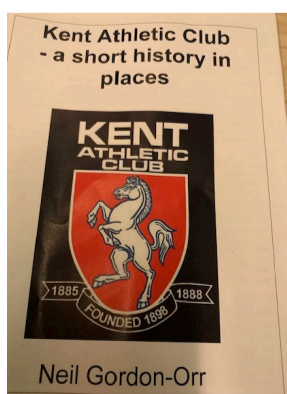 Kent Athletic Club
- a short history in
places
KENT
ATHLETIC
CLUB
1885
1888
FOUNDED 1898
Neil Gordon-Orr